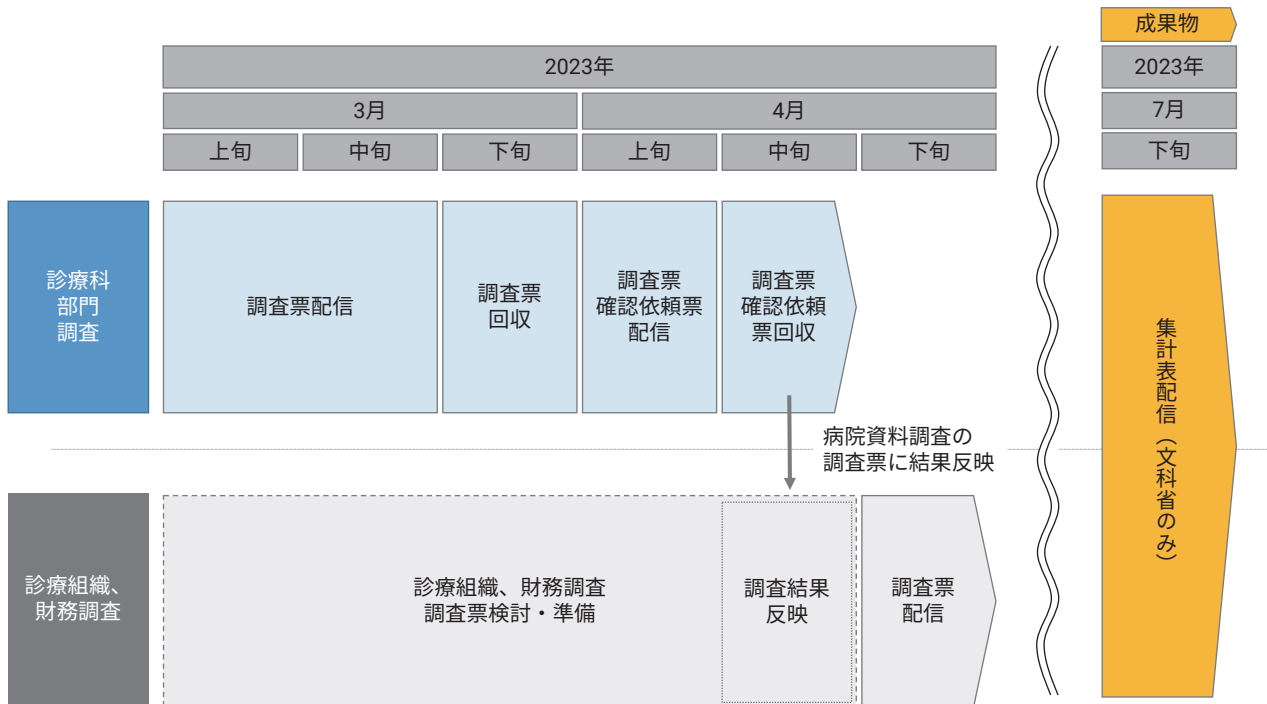 成果物
2023年
2023年
3月
4月
7月
上旬
中旬
下旬
上旬
中旬
下旬
下旬
診療科
部門
調査
調査票配信
調査票
回収
調査票
確認依頼票
配信
調査票
確認依頼
票回収
集計表配信（文科省のみ）
病院資料調査の
調査票に結果反映
診療組織、
財務調査
診療組織、財務調査
調査票検討・準備
調査結果
反映
調査票
配信